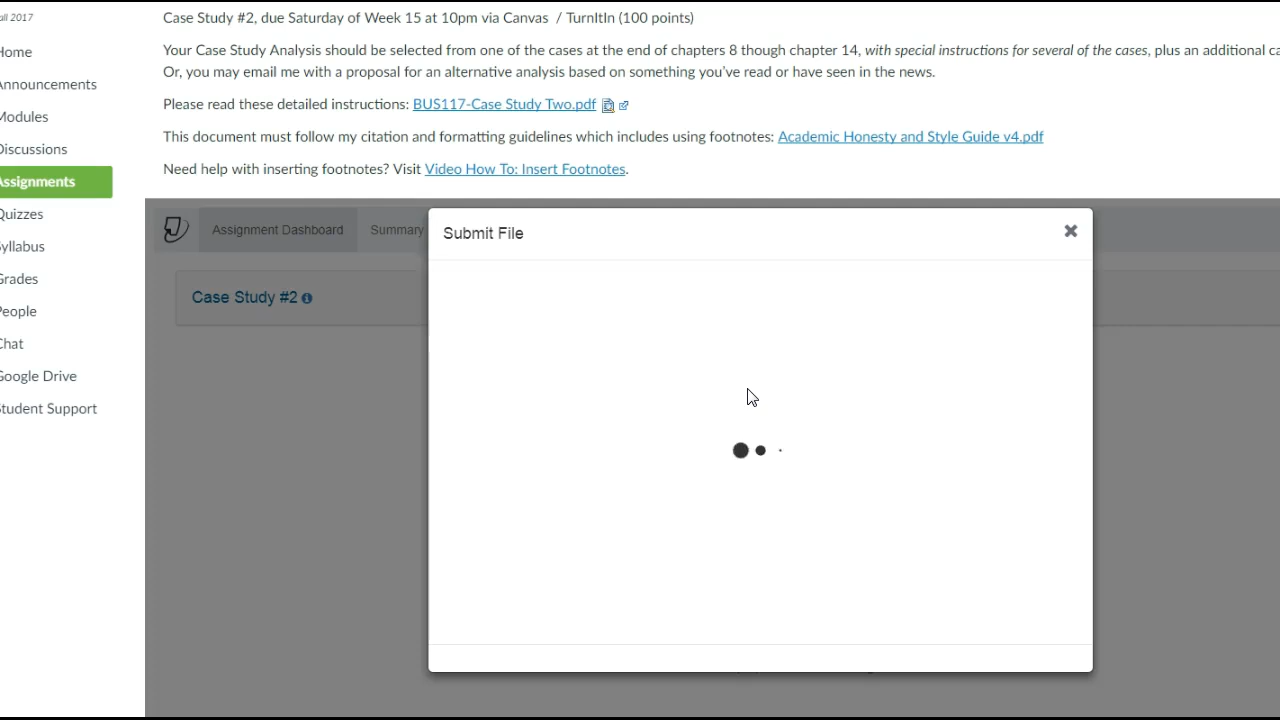 all 2017
Case Study #2, due Saturday of Week 15 at 10pm via Canvas / TurnItIn (100 points)
Home
Your Case Study Analysis should be selected from one of the cases at the end of chapters 8 though chapter 14, with special instructions for several of the cases, plus an additional ca
Or, you may email me with a proposal for an alternative analysis based on something you've read or have seen in the news.
Announcements
Please read these detailed instructions: BUS117-Case Study Two.pdf
Modules
This document must follow my citation and formatting guidelines which includes using footnotes: Academic Honesty and Style Guide v4.pdf
Discussions
Need help with inserting footnotes? Visit Video How To: Insert Footnotes.
Assignments
Quizzes
Syllabus
Grades
People
Chat
Google Drive
Student Support
Assignment Dashboard
Summary
Submit File
Case Study #2